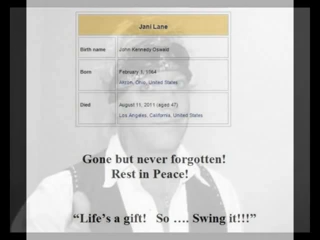 Jani Lane
Birth name John Kennedy Oswald
Born February 1, 1964
Akron, Ohio, United States
Died August 11, 2011 (aged 47)
Los Angeles, California, United States
Gone but never forgotten!
Rest in Peace!
“Life’s a gift! So .... Swing it!!!”